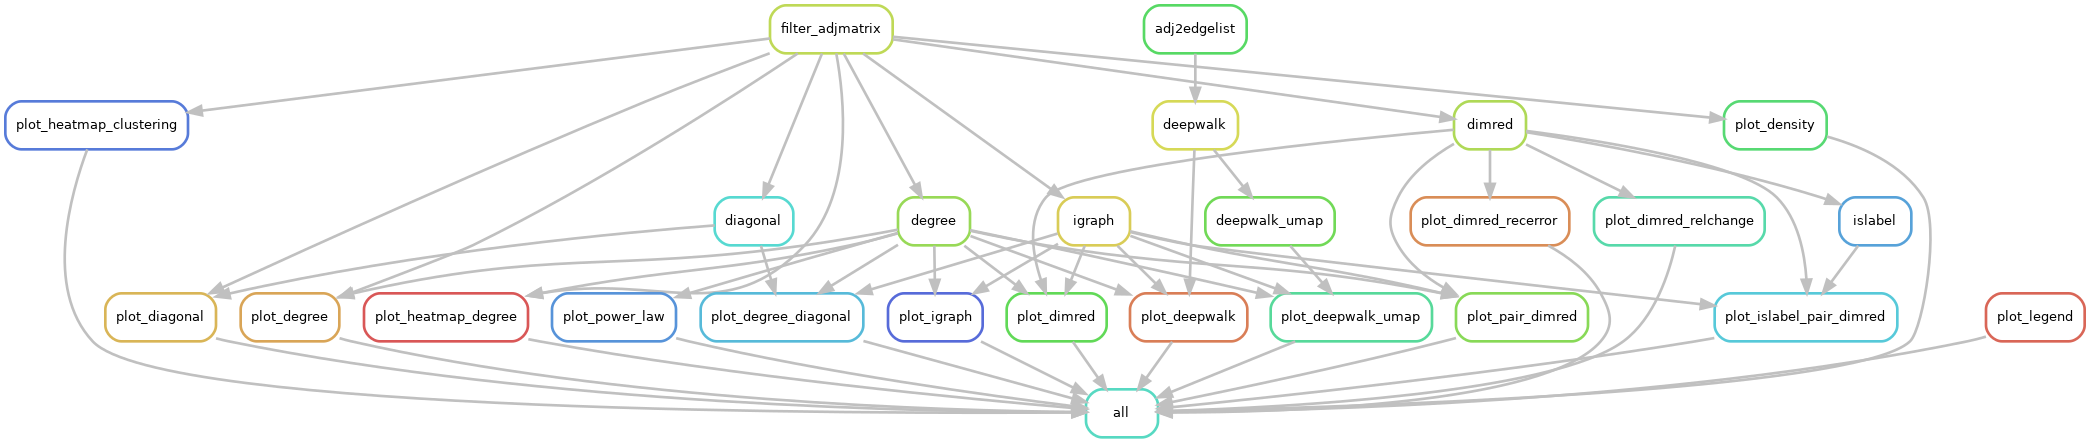 filter_adjmatrix
adj2edgelist
plot_heatmap_clustering
deepwalk
dimred
plot_density
diagonal
degree
igraph
deepwalk_umap
plot_dimred_recerror
plot_dimred_relchange
islabel
plot_diagonal
plot_degree
plot_heatmap_degree
plot_power_law
plot_degree_diagonal
plot_igraph
plot_dimred
plot_deepwalk
plot_deepwalk_umap
plot_pair_dimred
plot_islabel_pair_dimred
plot_legend
all